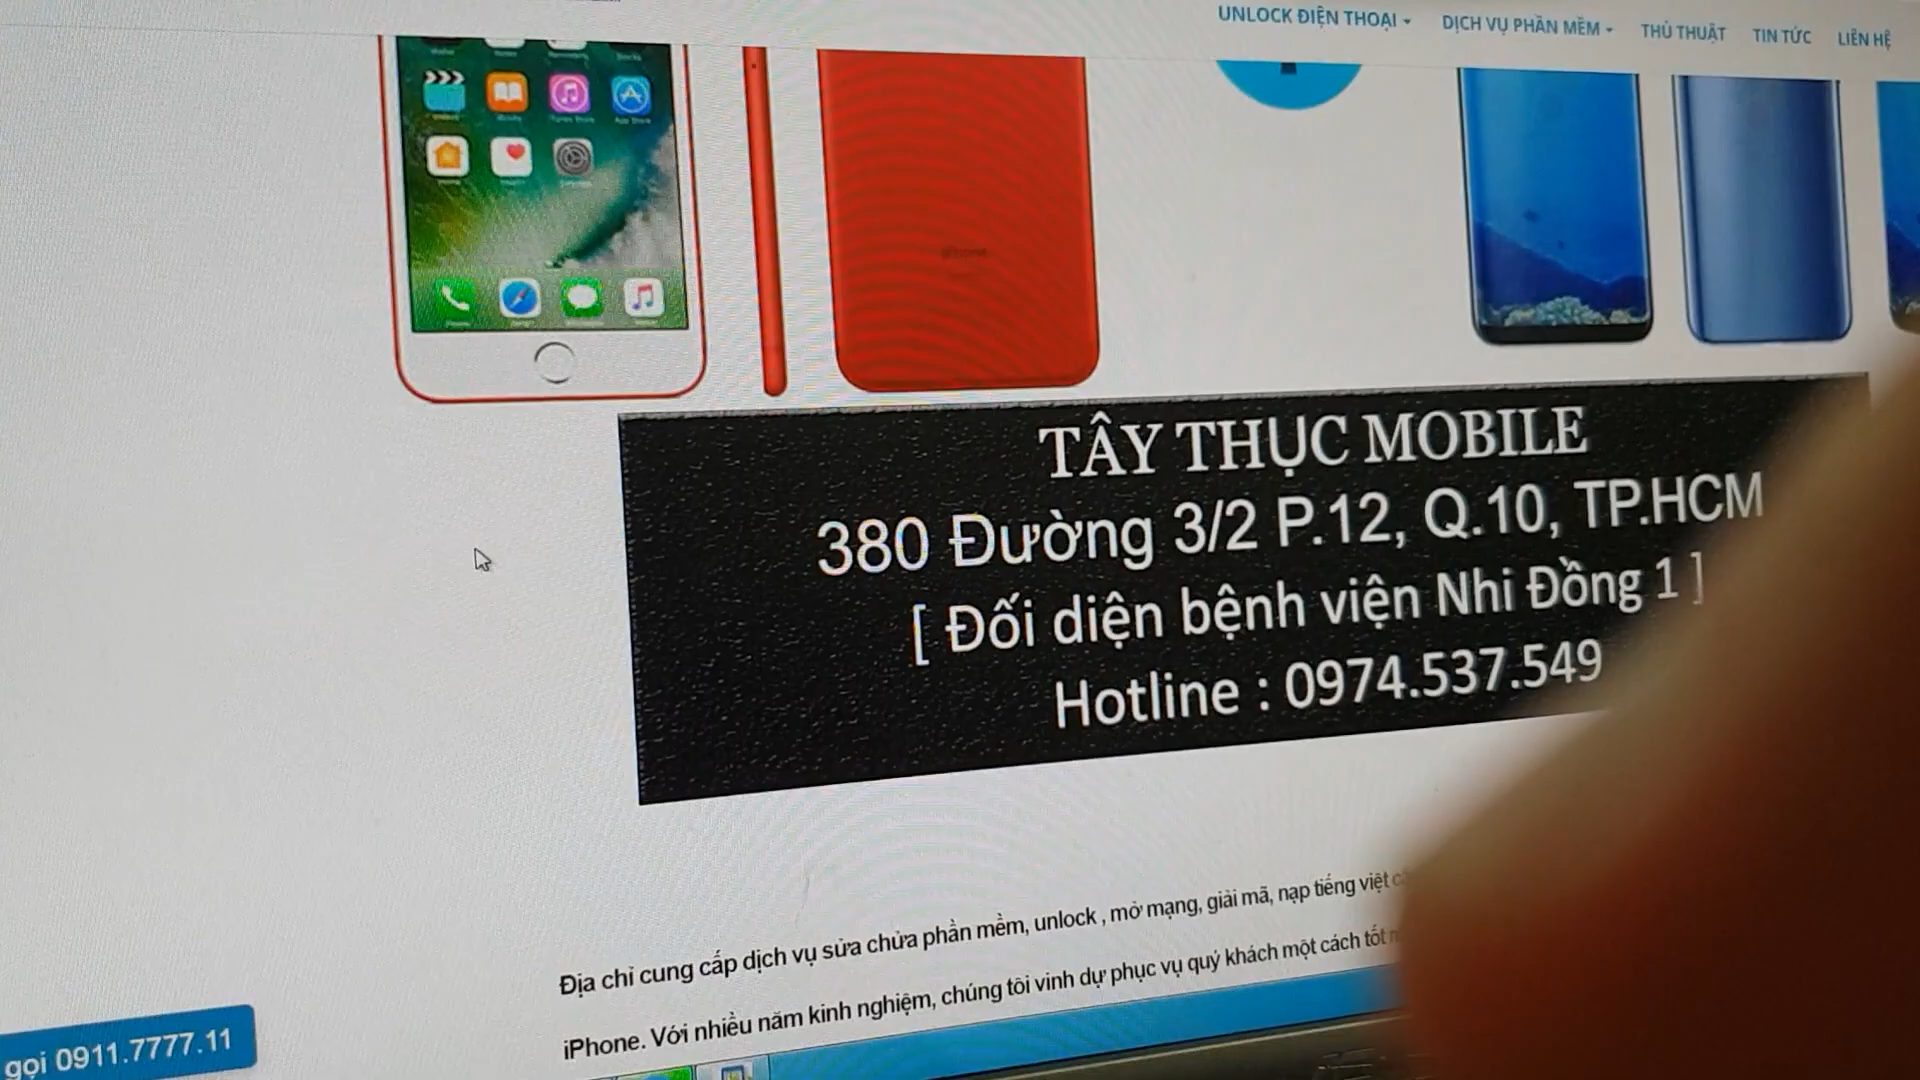 UNLOCK ĐIỆN THOẠI
DỊCH VỤ PHẦN MỀM
THỦ THUẬT
TIN TỨC
LIÊN HỆ
TÂY THỤC MOBILE
380 Đường 3/2 P.12, Q.10, TP.HCM
[ Đối diện bệnh viện Nhi Đồng 1 ]
Hotline : 0974.537.549
Địa chỉ cung cấp dịch vụ sửa chửa phần mềm, unlock , mở mạng, giải mã, nạp tiếng việt
iPhone. Với nhiều năm kinh nghiệm, chúng tôi vinh dự phục vụ quý khách một cách tốt
gọi 0911.7777.11